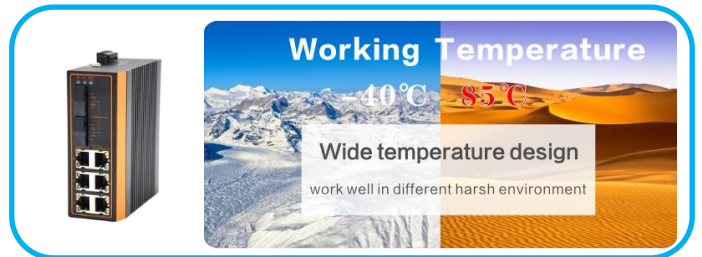 Working Temperature
-40℃ 85℃
Wide temperature design
work well in different harsh environment